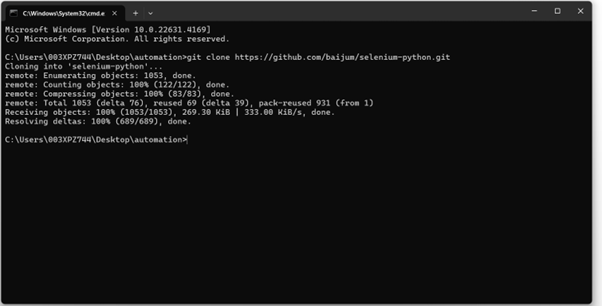 C:\Windows\System32\cmd.e
Microsoft Windows [Version 10.0.22631.4169]
(c) Microsoft Corporation. All rights reserved.
C:\Users\003XPZ744\Desktop\automation>git clone https://github.com/baijum/selenium-python.git
Cloning into 'selenium-python'...
remote: Enumerating objects: 1053, done.
remote: Counting objects: 100% (122/122), done.
remote: Compressing objects: 100% (83/83), done.
remote: Total 1053 (delta 76), reused 69 (delta 39), pack-reused 931 (from 1)
Receiving objects: 100% (1053/1053), 269.30 KiB | 333.00 KiB/s, done.
Resolving deltas: 100% (689/689), done.
C:\Users\003XPZ744\Desktop\automation>